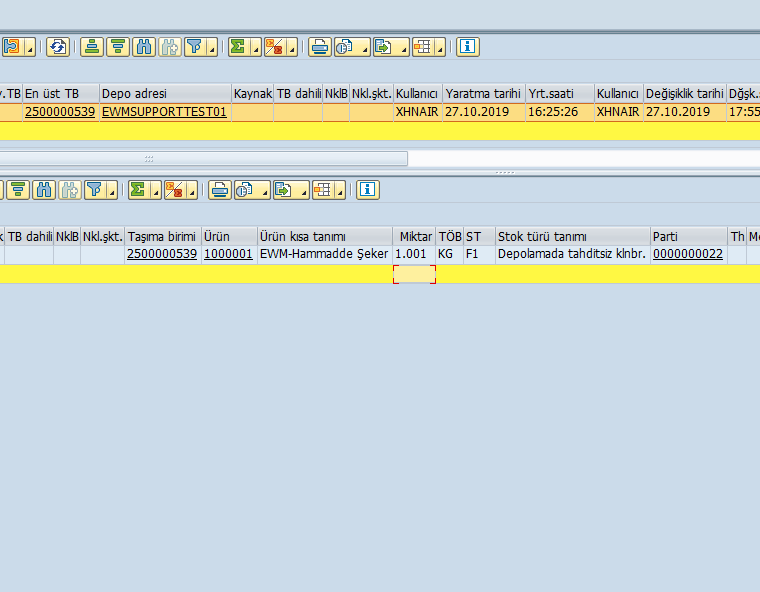 .TB En üst TB Depo adresi Kaynak TB dahili NklB Nkl.şkt. Kullanıcı Yaratma tarihi Yrt.saati Kullanıcı Değişiklik tarihi Dğşk.
2500000539 EWMSUPPORTTEST01 XHNAIR 27.10.2019 16:25:26 XHNAIR 27.10.2019 17:55
TB dahili NklB Nkl.şkt. Taşıma birimi Ürün Ürün kısa tanımı Miktar TÖB ST Stok türü tanımı Parti Th
2500000539 1000001 EWM-Hammadde Şeker 1.001 KG F1 Depolamada tahditsiz klnbr. 0000000022